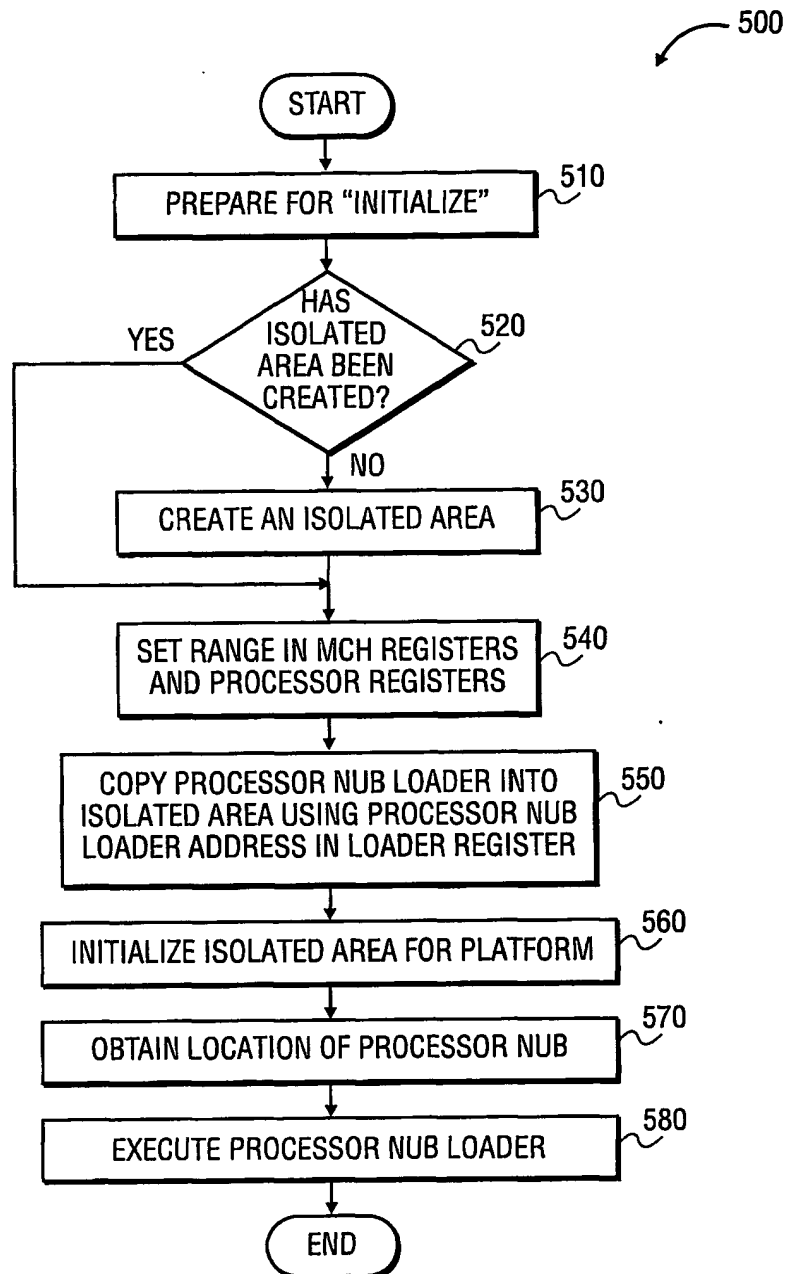 500
START
PREPARE FOR “INITIALIZE”
510
HAS
ISOLATED
AREA BEEN
CREATED?
520
YES
NO
CREATE AN ISOLATED AREA
530
SET RANGE IN MCH REGISTERS
AND PROCESSOR REGISTERS
540
COPY PROCESSOR NUB LOADER INTO
ISOLATED AREA USING PROCESSOR NUB
LOADER ADDRESS IN LOADER REGISTER
550
INITIALIZE ISOLATED AREA FOR PLATFORM
560
OBTAIN LOCATION OF PROCESSOR NUB
570
EXECUTE PROCESSOR NUB LOADER
580
END